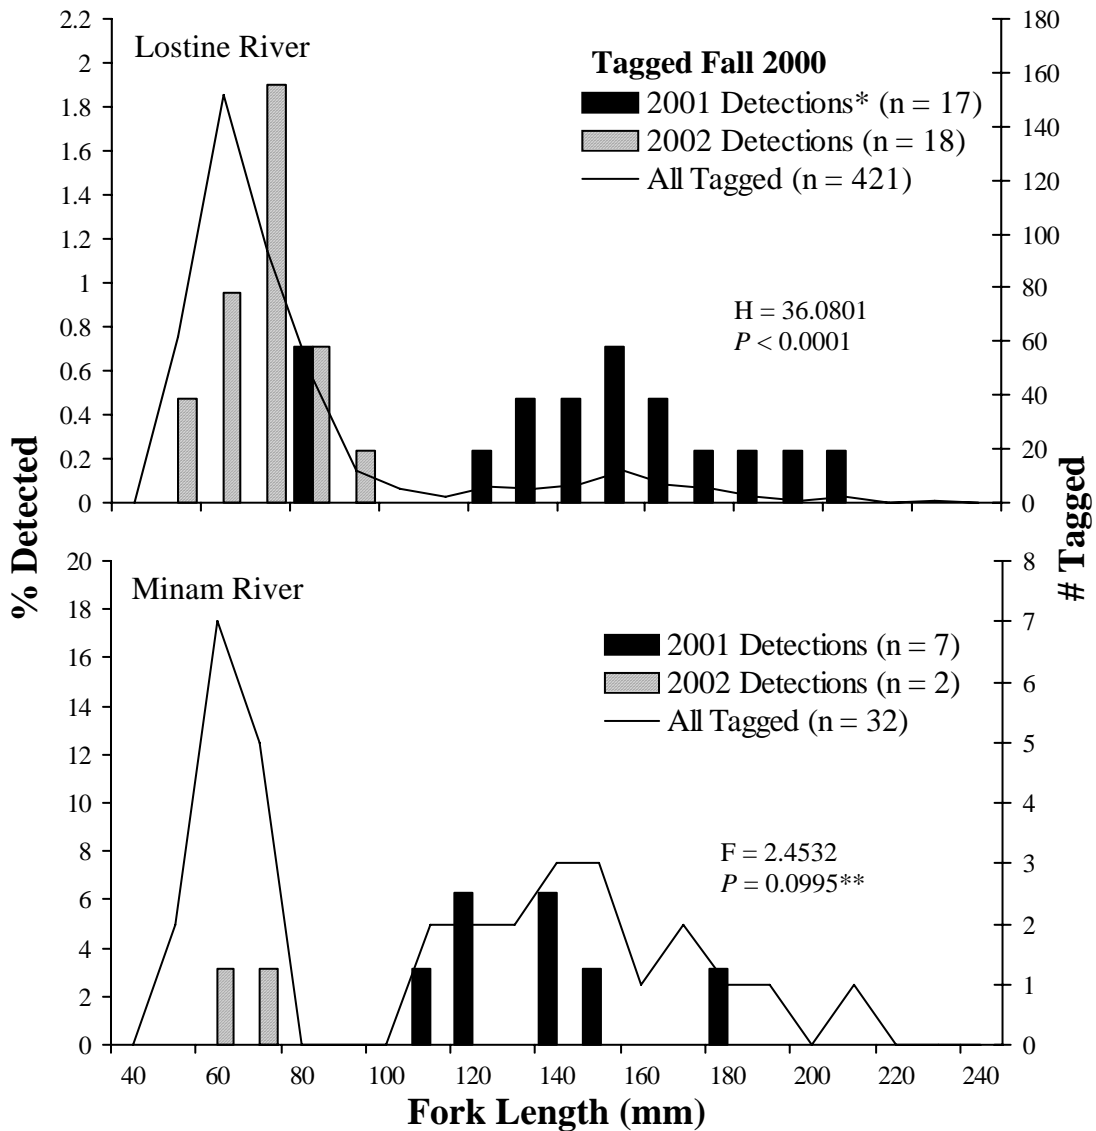 Lostine River
Tagged Fall 2000
2001 Detections* (n = 17)
2002 Detections (n = 18)
All Tagged (n = 421)
H = 36.0801
P < 0.0001
2.2
2
1.8
1.6
1.4
1.2
1
0.8
0.6
0.4
0.2
0
180
160
140
120
100
80
60
40
20
0
% Detected
# Tagged
Minam River
2001 Detections (n = 7)
2002 Detections (n = 2)
All Tagged (n = 32)
F = 2.4532
P = 0.0995**
20
18
16
14
12
10
8
6
4
2
0
8
7
6
5
4
3
2
1
0
40 60 80 100 120 140 160 180 200 220 240
Fork Length (mm)